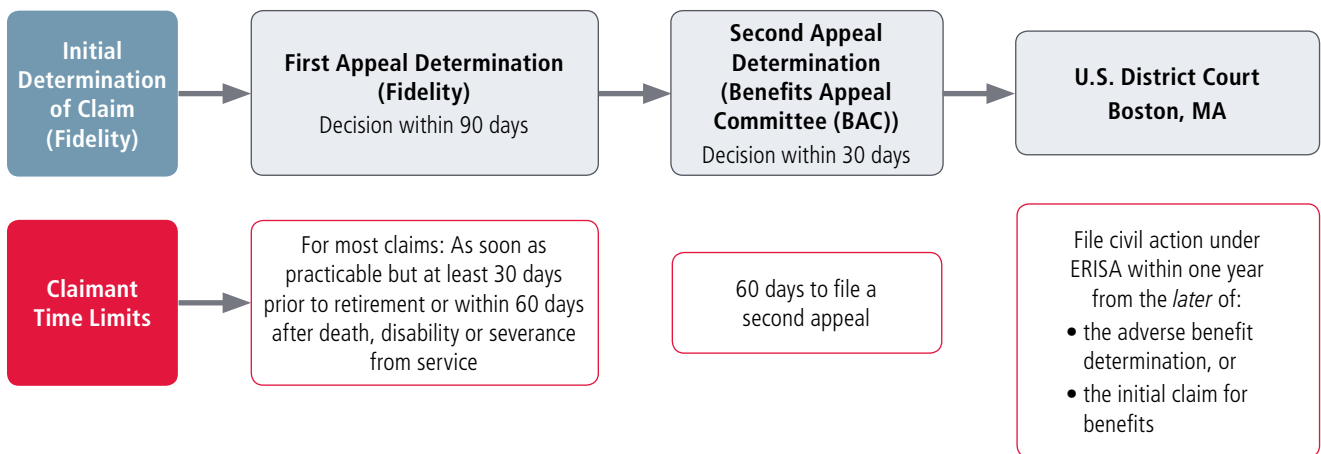 Initial
Determination
of Claim
(Fidelity)
First Appeal Determination
(Fidelity)
Decision within 90 days
Second Appeal
Determination
(Benefits Appeal
Committee (BAC))
Decision within 30 days
U.S. District Court
Boston, MA
Claimant
Time Limits
For most claims: As soon as
practicable but at least 30 days
prior to retirement or within 60 days
after death, disability or severance
from service
60 days to file a
second appeal
File civil action under
ERISA within one year
from the later of:
• the adverse benefit
determination, or
• the initial claim for
benefits